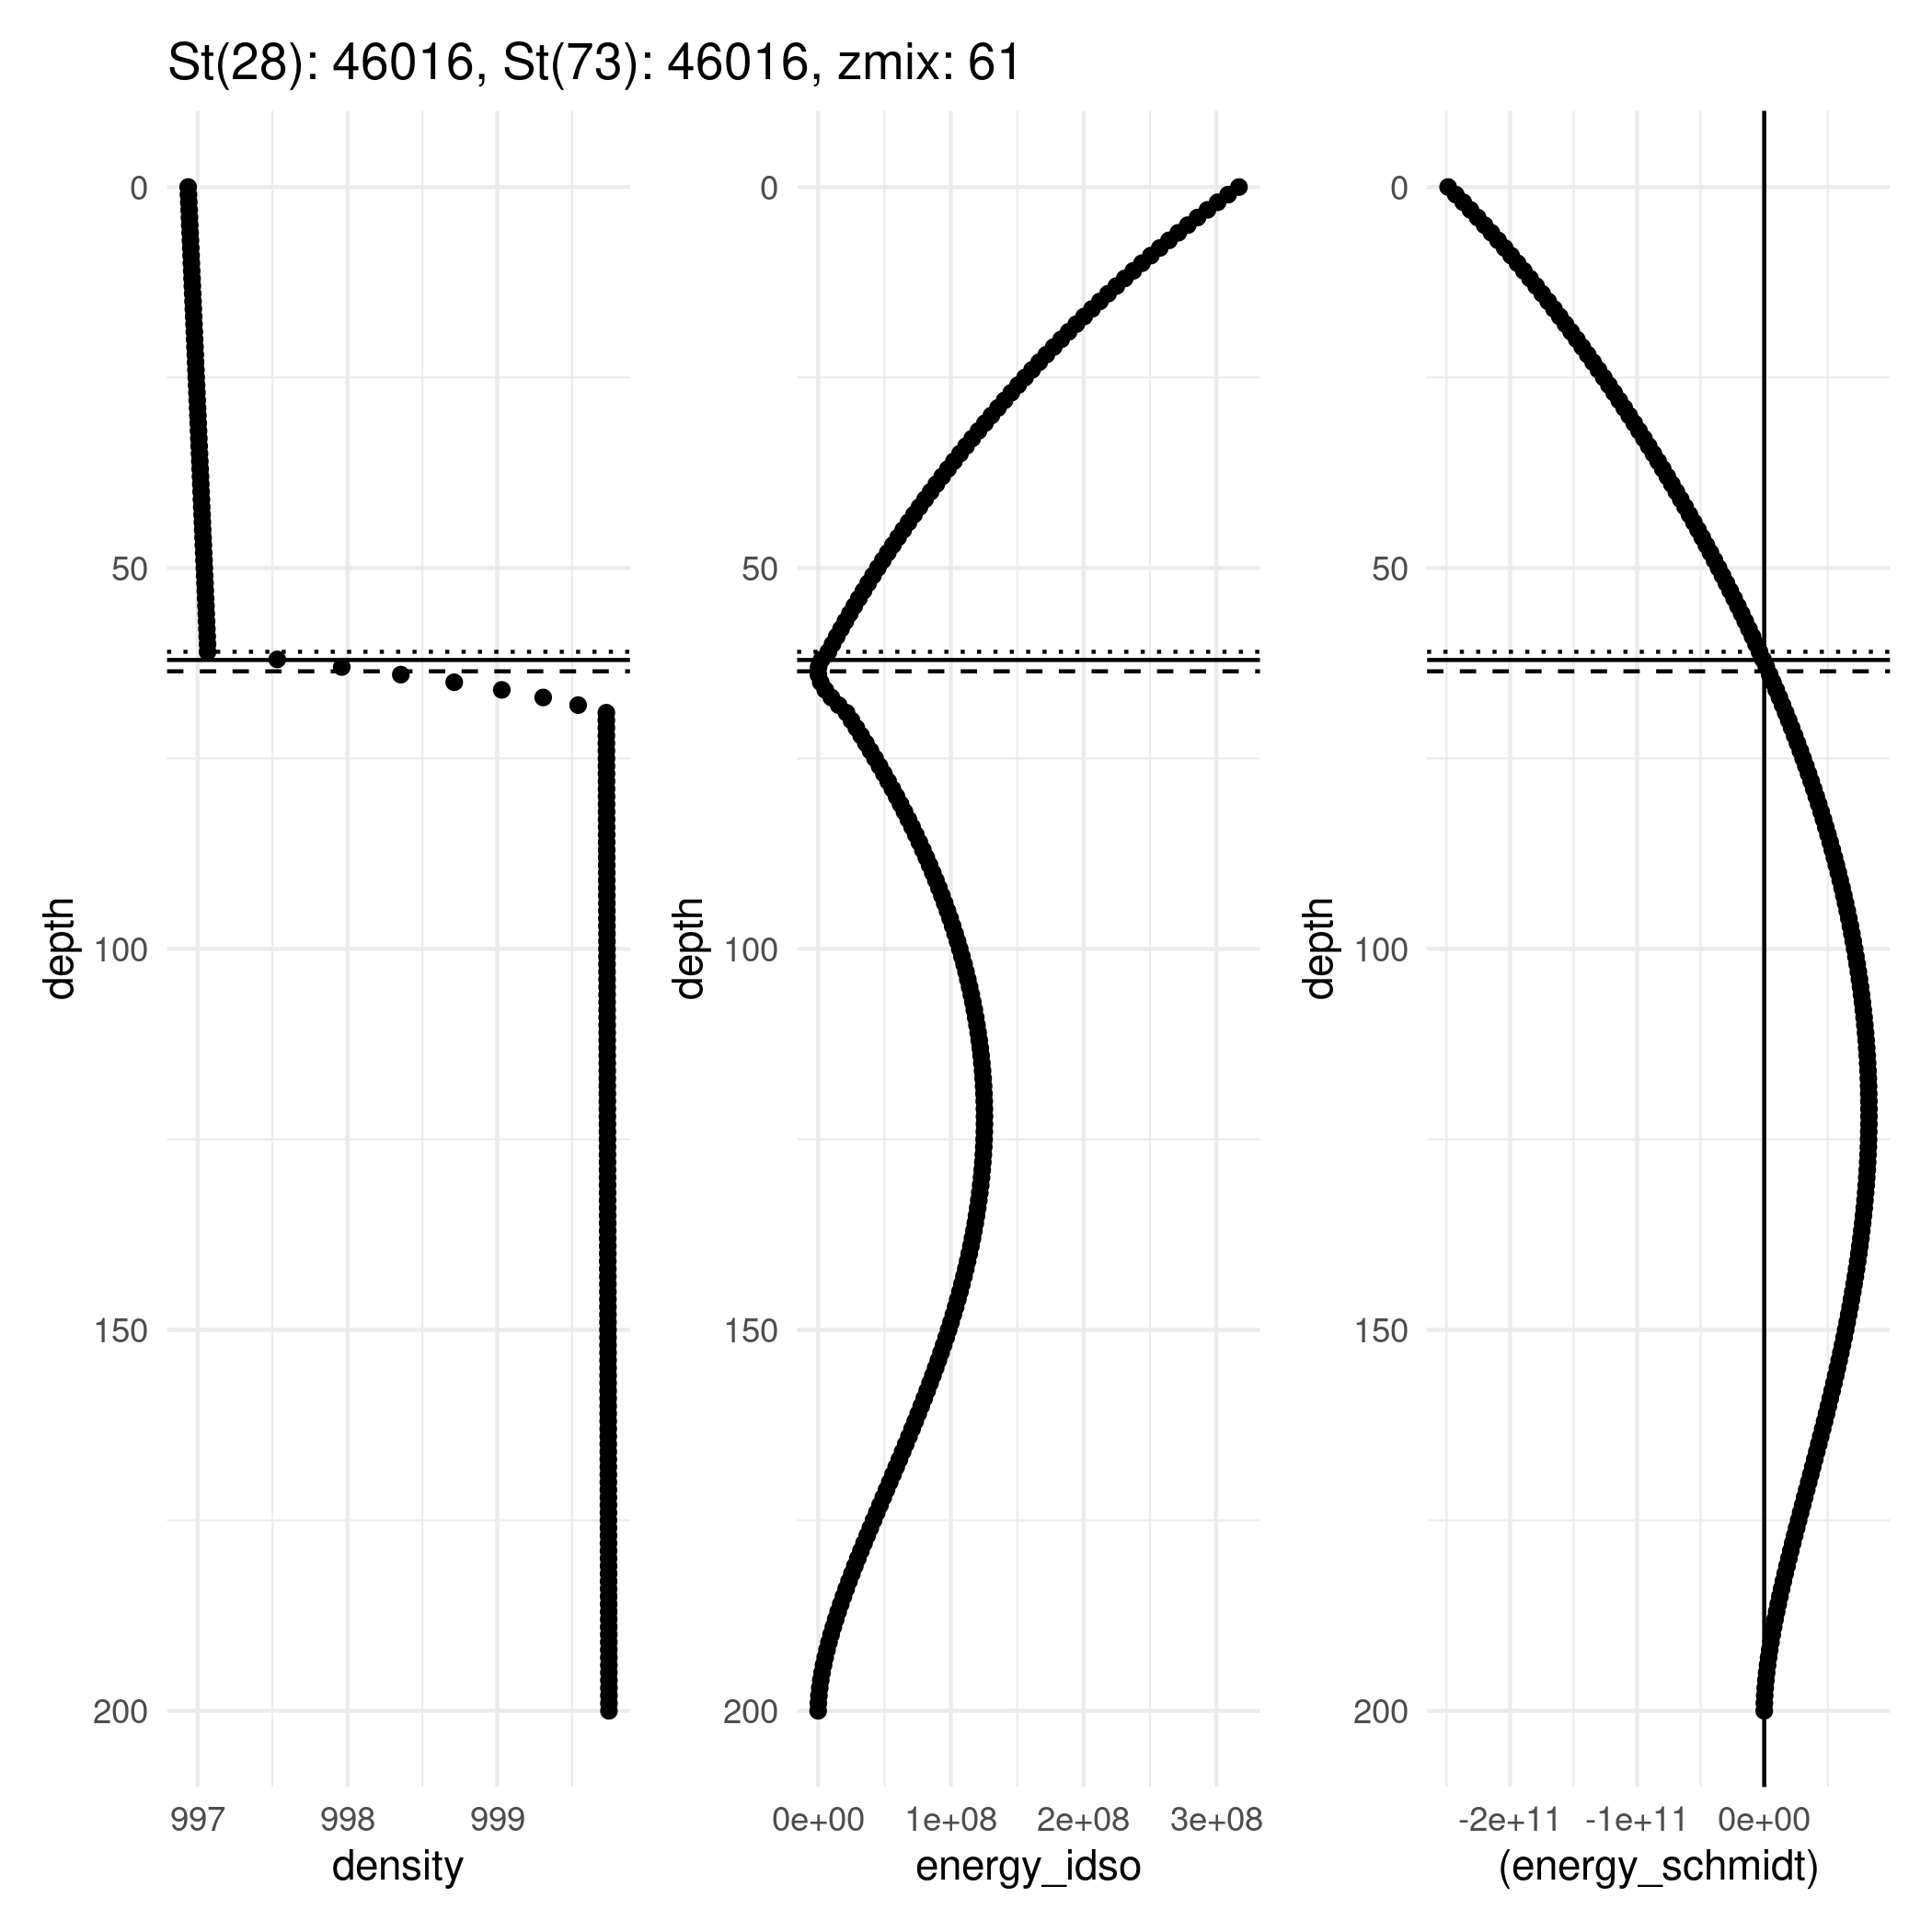 St(28): 46016, St(73): 46016, zmix: 61
0
50
100
150
200
depth
997 998 999
density
0
50
100
150
200
depth
0e+00 1e+08 2e+08 3e+08
energy_idso
0
50
100
150
200
depth
-2e+11 -1e+11 0e+00
(energy_schmidt)